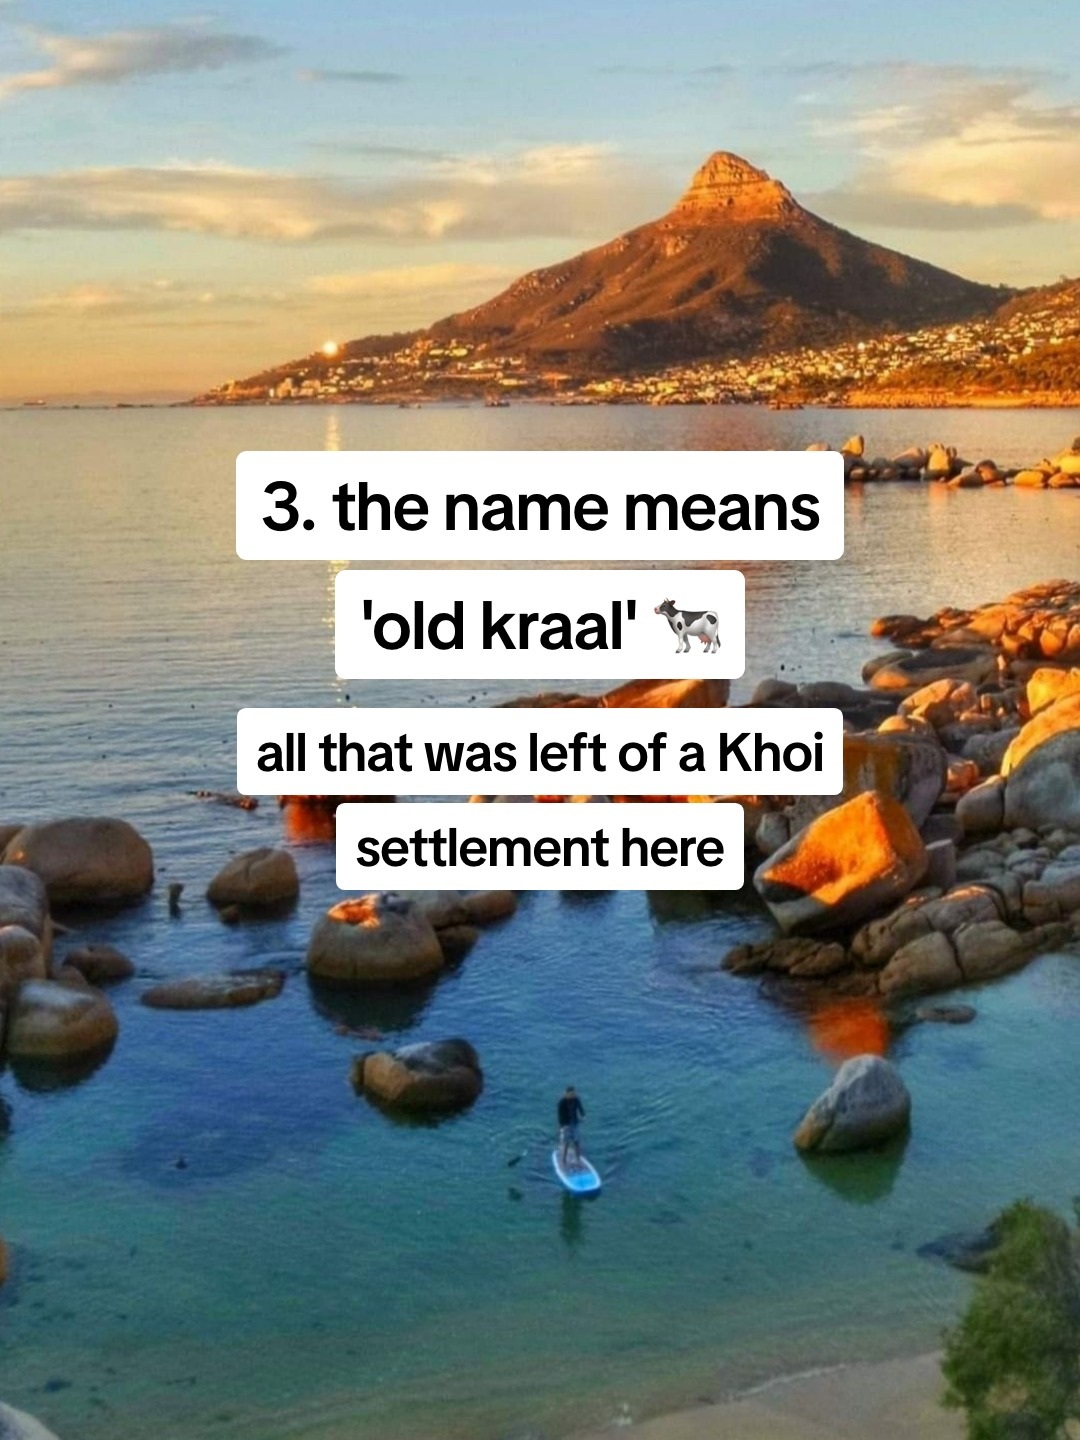 3. the name means
'old kraal' 🐄
all that was left of a Khoi
settlement here